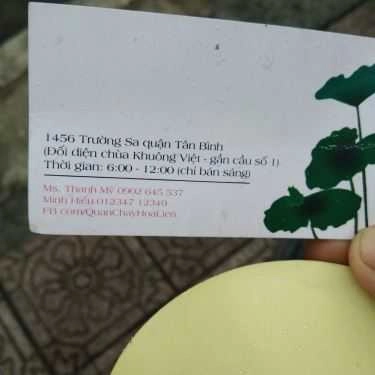 1456 Trường Sa quận Tân Bình
(Đối diện chùa Khuông Việt - gần cầu số 1)
Thời gian: 6:00 - 12:00 (chỉ bán sáng)
Ms. Thanh Mỹ 0902 645 537
Minh Hiếu 012347 12340
FB com/QuanChayHoaLien